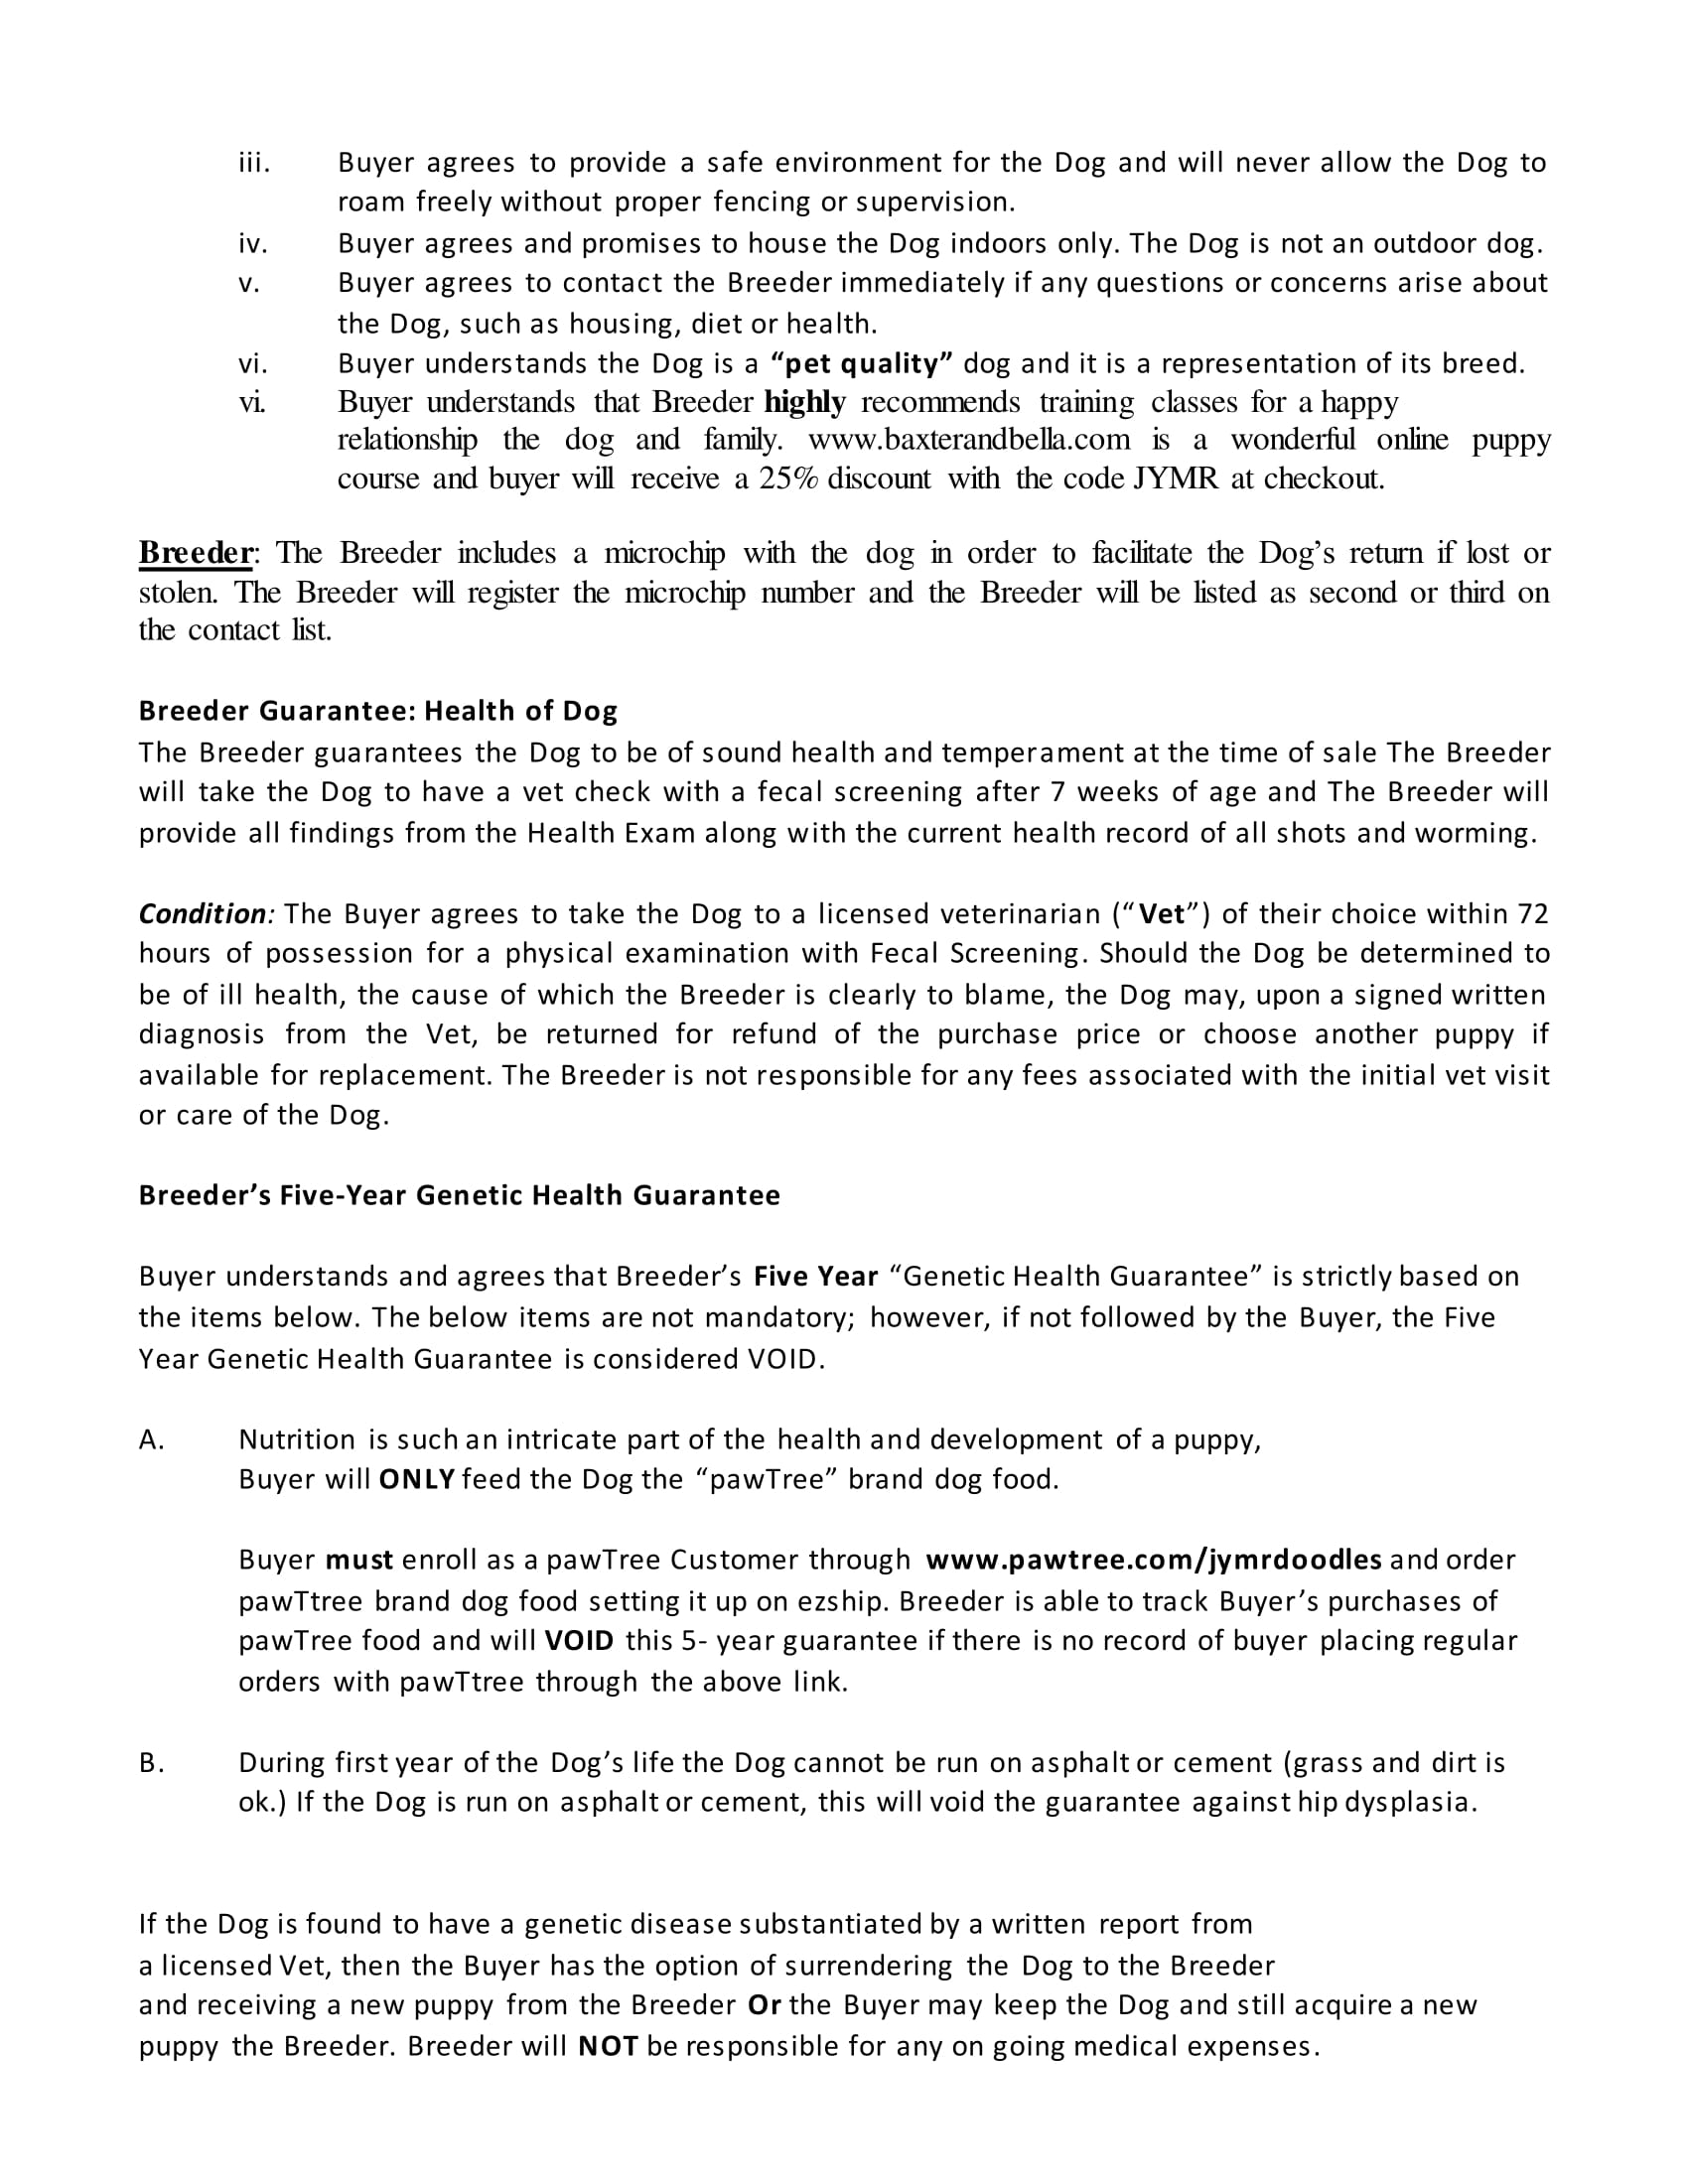 iii. Buyer agrees to provide a safe environment for the Dog and will never allow the Dog to
roam freely without proper fencing or supervision.
iv. Buyer agrees and promises to house the Dog indoors only. The Dog is not an outdoor dog.
v. Buyer agrees to contact the Breeder immediately if any questions or concerns arise about
the Dog, such as housing, diet or health.
vi. Buyer understands the Dog is a “pet quality” dog and it is a representation of its breed.
vi. Buyer understands that Breeder highly recommends training classes for a happy
relationship the dog and family. www.baxterandbella.com is a wonderful online puppy
course and buyer will receive a 25% discount with the code JYMR at checkout.
Breeder: The Breeder includes a microchip with the dog in order to facilitate the Dog’s return if lost or
stolen. The Breeder will register the microchip number and the Breeder will be listed as second or third on
the contact list.
Breeder Guarantee: Health of Dog
The Breeder guarantees the Dog to be of sound health and temperament at the time of sale The Breeder
will take the Dog to have a vet check with a fecal screening after 7 weeks of age and The Breeder will
provide all findings from the Health Exam along with the current health record of all shots and worming.
Condition: The Buyer agrees to take the Dog to a licensed veterinarian (“Vet”) of their choice within 72
hours of possession for a physical examination with Fecal Screening. Should the Dog be determined to
be of ill health, the cause of which the Breeder is clearly to blame, the Dog may, upon a signed written
diagnosis from the Vet, be returned for refund of the purchase price or choose another puppy if
available for replacement. The Breeder is not responsible for any fees associated with the initial vet visit
or care of the Dog.
Breeder’s Five-Year Genetic Health Guarantee
Buyer understands and agrees that Breeder’s Five Year “Genetic Health Guarantee” is strictly based on
the items below. The below items are not mandatory; however, if not followed by the Buyer, the Five
Year Genetic Health Guarantee is considered VOID.
A. Nutrition is such an intricate part of the health and development of a puppy,
Buyer will ONLY feed the Dog the “pawTree” brand dog food.
Buyer must enroll as a pawTree Customer through www.pawtree.com/jymrdoodles and order
pawTtree brand dog food setting it up on ezship. Breeder is able to track Buyer’s purchases of
pawTree food and will VOID this 5- year guarantee if there is no record of buyer placing regular
orders with pawTtree through the above link.
B. During first year of the Dog’s life the Dog cannot be run on asphalt or cement (grass and dirt is
ok.) If the Dog is run on asphalt or cement, this will void the guarantee against hip dysplasia.
If the Dog is found to have a genetic disease substantiated by a written report from
a licensed Vet, then the Buyer has the option of surrendering the Dog to the Breeder
and receiving a new puppy from the Breeder Or the Buyer may keep the Dog and still acquire a new
puppy the Breeder. Breeder will NOT be responsible for any on going medical expenses.